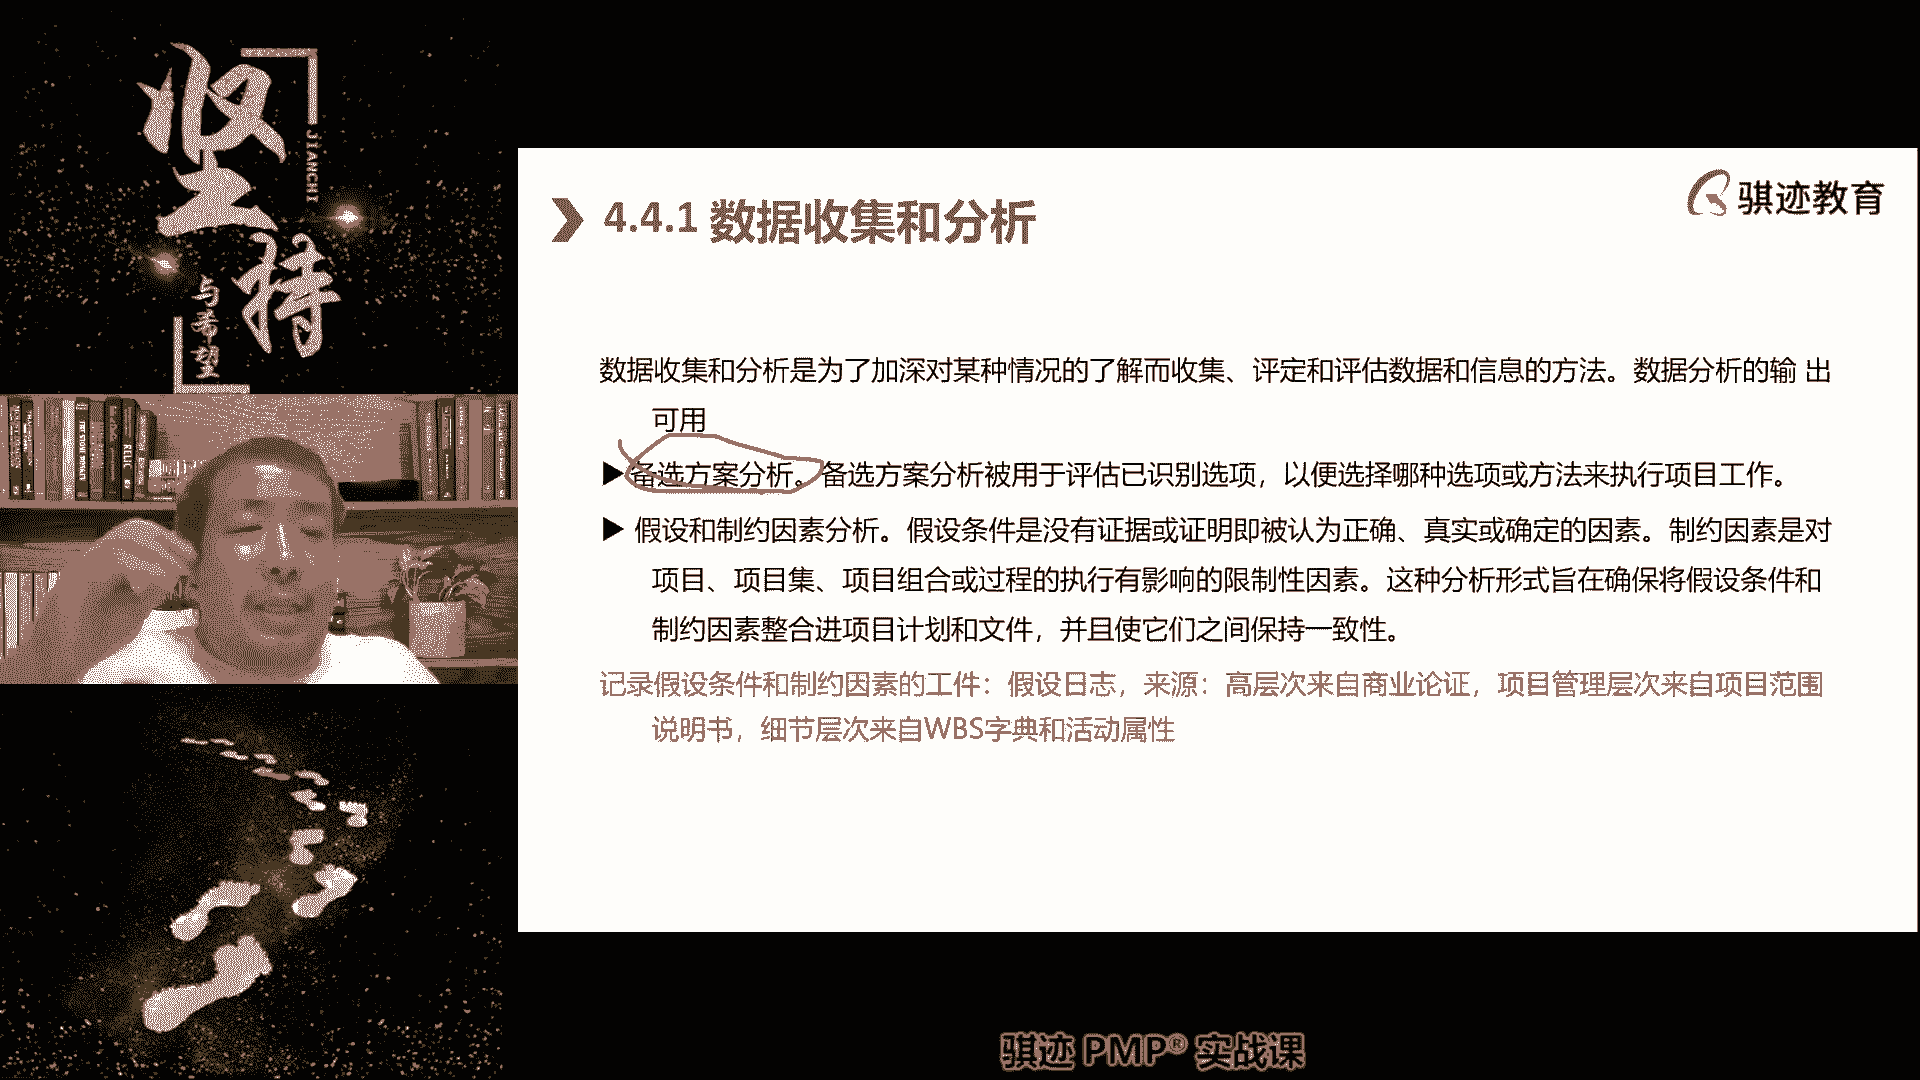 坚持
JIANCHI
与希望
骐迹教育
4.4.1 数据收集和分析
数据收集和分析是为了加深对某种情况的了解而收集、评定和评估数据和信息的方法。数据分析的输 出
可用
▶备选方案分析。备选方案分析被用于评估已识别选项，以便选择哪种选项或方法来执行项目工作。
▶ 假设和制约因素分析。假设条件是没有证据或证明即被认为正确、真实或确定的因素。制约因素是对
项目、项目集、项目组合或过程的执行有影响的限制性因素。这种分析形式旨在确保将假设条件和
制约因素整合进项目计划和文件，并且使它们之间保持一致性。
记录假设条件和制约因素的工件：假设日志，来源：高层次来自商业论证，项目管理层次来自项目范围
说明书，细节层次来自WBS字典和活动属性
骐迹 PMP® 实战课